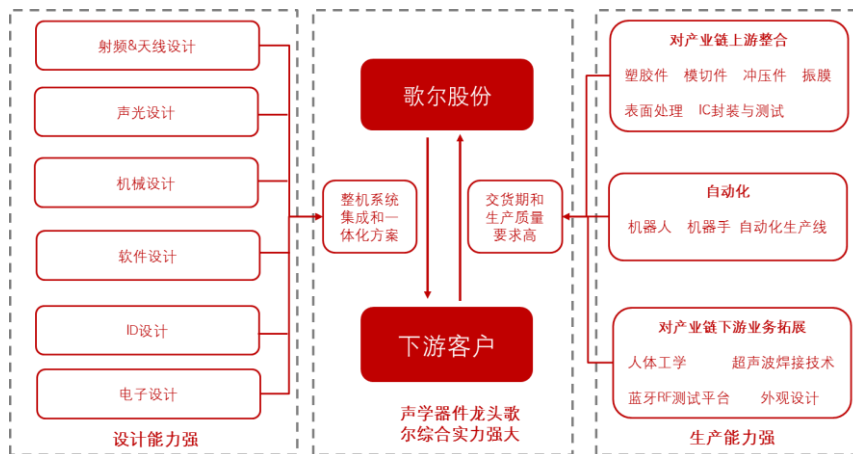 射频&天线设计
声光设计
机械设计
软件设计
ID设计
电子设计
设计能力强
歌尔股份
整机系统
集成和一
体化方案
交货期和
生产质量
要求高
下游客户
声学器件龙头歌
尔综合实力强大
对产业链上游整合
塑胶件 模切件 冲压件 振膜
表面处理 IC封装与测试
自动化
机器人 机器手 自动化生产线
对产业链下游业务拓展
人体工学 超声波焊接技术
蓝牙RF测试平台 外观设计
生产能力强